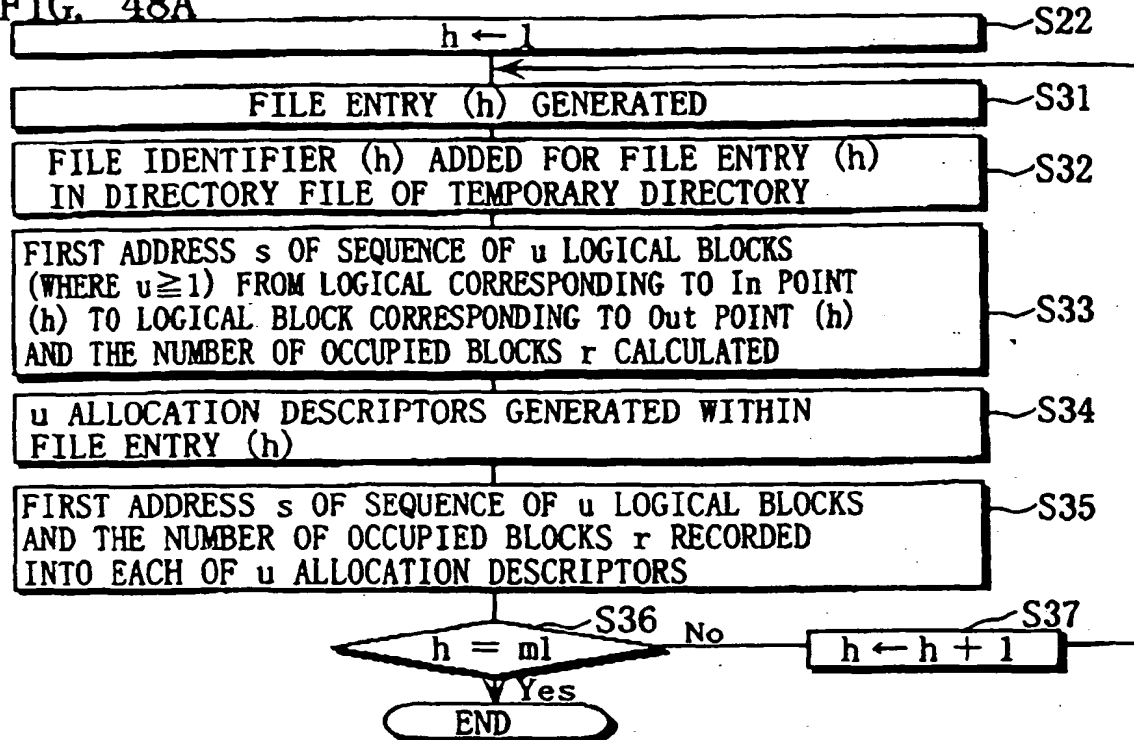 FIG. 48A
h ← 1
S22
FILE ENTRY (h) GENERATED
S31
FILE IDENTIFIER (h) ADDED FOR FILE ENTRY (h)
IN DIRECTORY FILE OF TEMPORARY DIRECTORY
S32
FIRST ADDRESS s OF SEQUENCE OF u LOGICAL BLOCKS
(WHERE u≧1) FROM LOGICAL CORRESPONDING TO In POINT
(h) TO LOGICAL BLOCK CORRESPONDING TO Out POINT (h)
AND THE NUMBER OF OCCUPIED BLOCKS r CALCULATED
S33
u ALLOCATION DESCRIPTORS GENERATED WITHIN
FILE ENTRY (h)
S34
FIRST ADDRESS s OF SEQUENCE OF u LOGICAL BLOCKS
AND THE NUMBER OF OCCUPIED BLOCKS r RECORDED
INTO EACH OF u ALLOCATION DESCRIPTORS
S35
S36
h = m1
No
S37
h ← h + 1
Yes
END